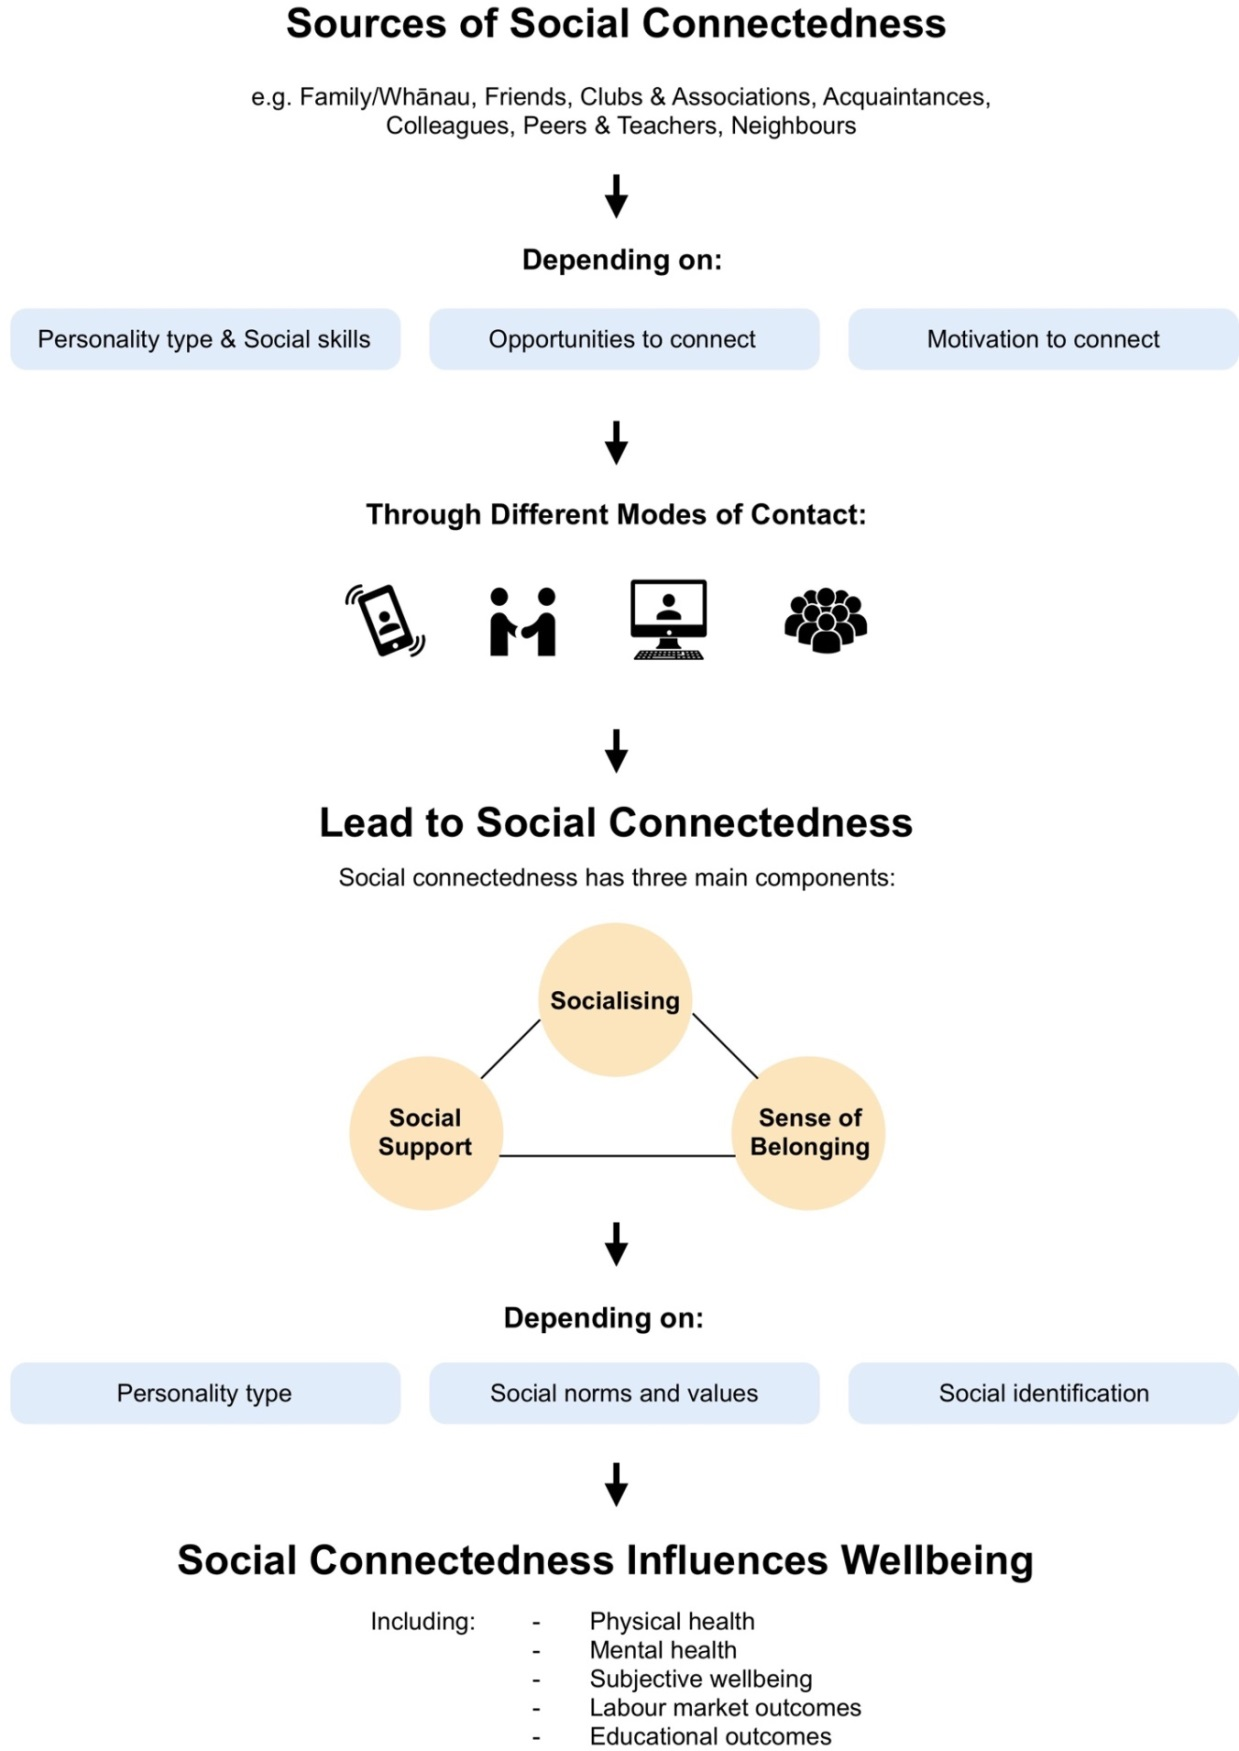 Sources of Social Connectedness
e.g. Family/Whānau, Friends, Clubs & Associations, Acquaintances,
Colleagues, Peers & Teachers, Neighbours
Depending on:
Personality type & Social skills
Opportunities to connect
Motivation to connect
Through Different Modes of Contact:
Lead to Social Connectedness
Social connectedness has three main components:
Socialising
Social
Support
Sense of
Belonging
Depending on:
Personality type
Social norms and values
Social identification
Social Connectedness Influences Wellbeing
Including: - Physical health
- Mental health
- Subjective wellbeing
- Labour market outcomes
- Educational outcomes